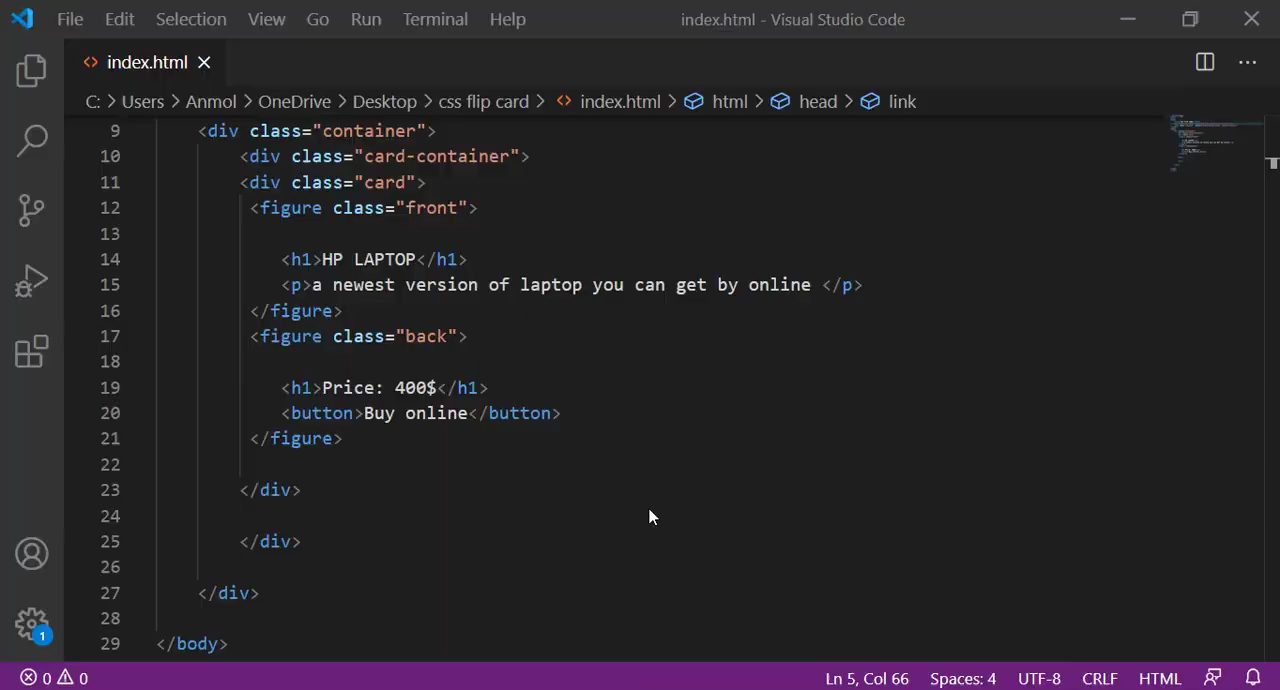 File Edit Selection View Go Run Terminal Help index.html - Visual Studio Code
index.html
C: Users Anmol OneDrive Desktop css flip card index.html html head link
9 <div class="container">
10 <div class="card-container">
11 <div class="card">
12 <figure class="front">
13
14 <h1>HP LAPTOP</h1>
15 <p>a newest version of laptop you can get by online </p>
16 </figure>
17 <figure class="back">
18
19 <h1>Price: 400$</h1>
20 <button>Buy online</button>
21 </figure>
22
23 </div>
24
25 </div>
26
27 </div>
28
29 </body>
1
0 0 Ln 5, Col 66 Spaces: 4 UTF-8 CRLF HTML